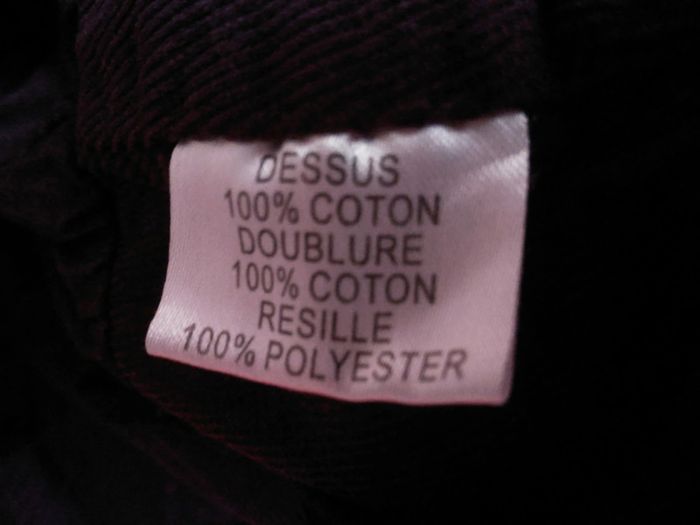 DESSUS
100% COTON
DOUBLURE
100% COTON
RESILLE
100% POLYESTER